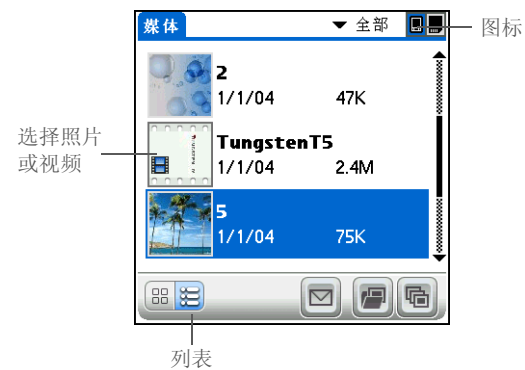 媒体
全部
图标
2
1/1/04 47K
选择照片
或视频
TungstenT5
1/1/04 2.4M
5
1/1/04 75K
列表